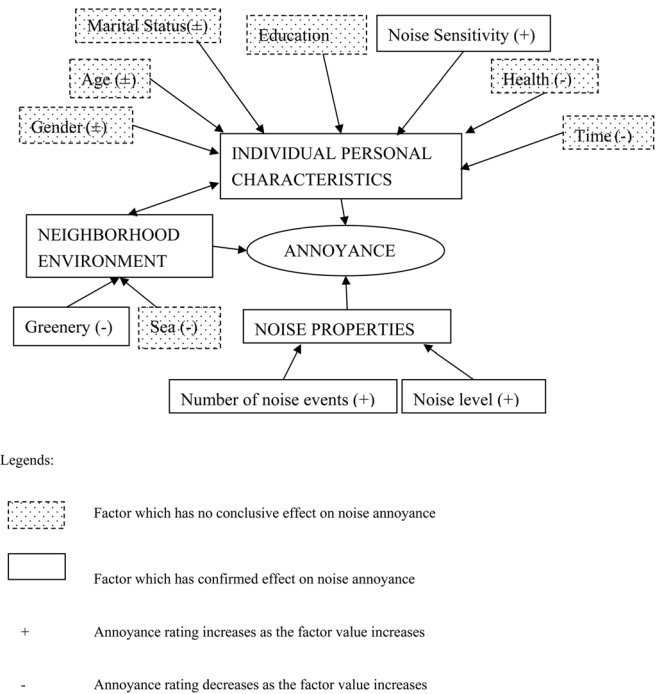 Marital Status(±)
Education
Noise Sensitivity (+)
Age (±)
Health (-)
Gender (±)
Time (-)
INDIVIDUAL PERSONAL
CHARACTERISTICS
NEIGHBORHOOD
ENVIRONMENT
ANNOYANCE
Greenery (-)
Sea (-)
NOISE PROPERTIES
Number of noise events (+)
Noise level (+)
Legends:
Factor which has no conclusive effect on noise annoyance
Factor which has confirmed effect on noise annoyance
+ Annoyance rating increases as the factor value increases
- Annoyance rating decreases as the factor value increases